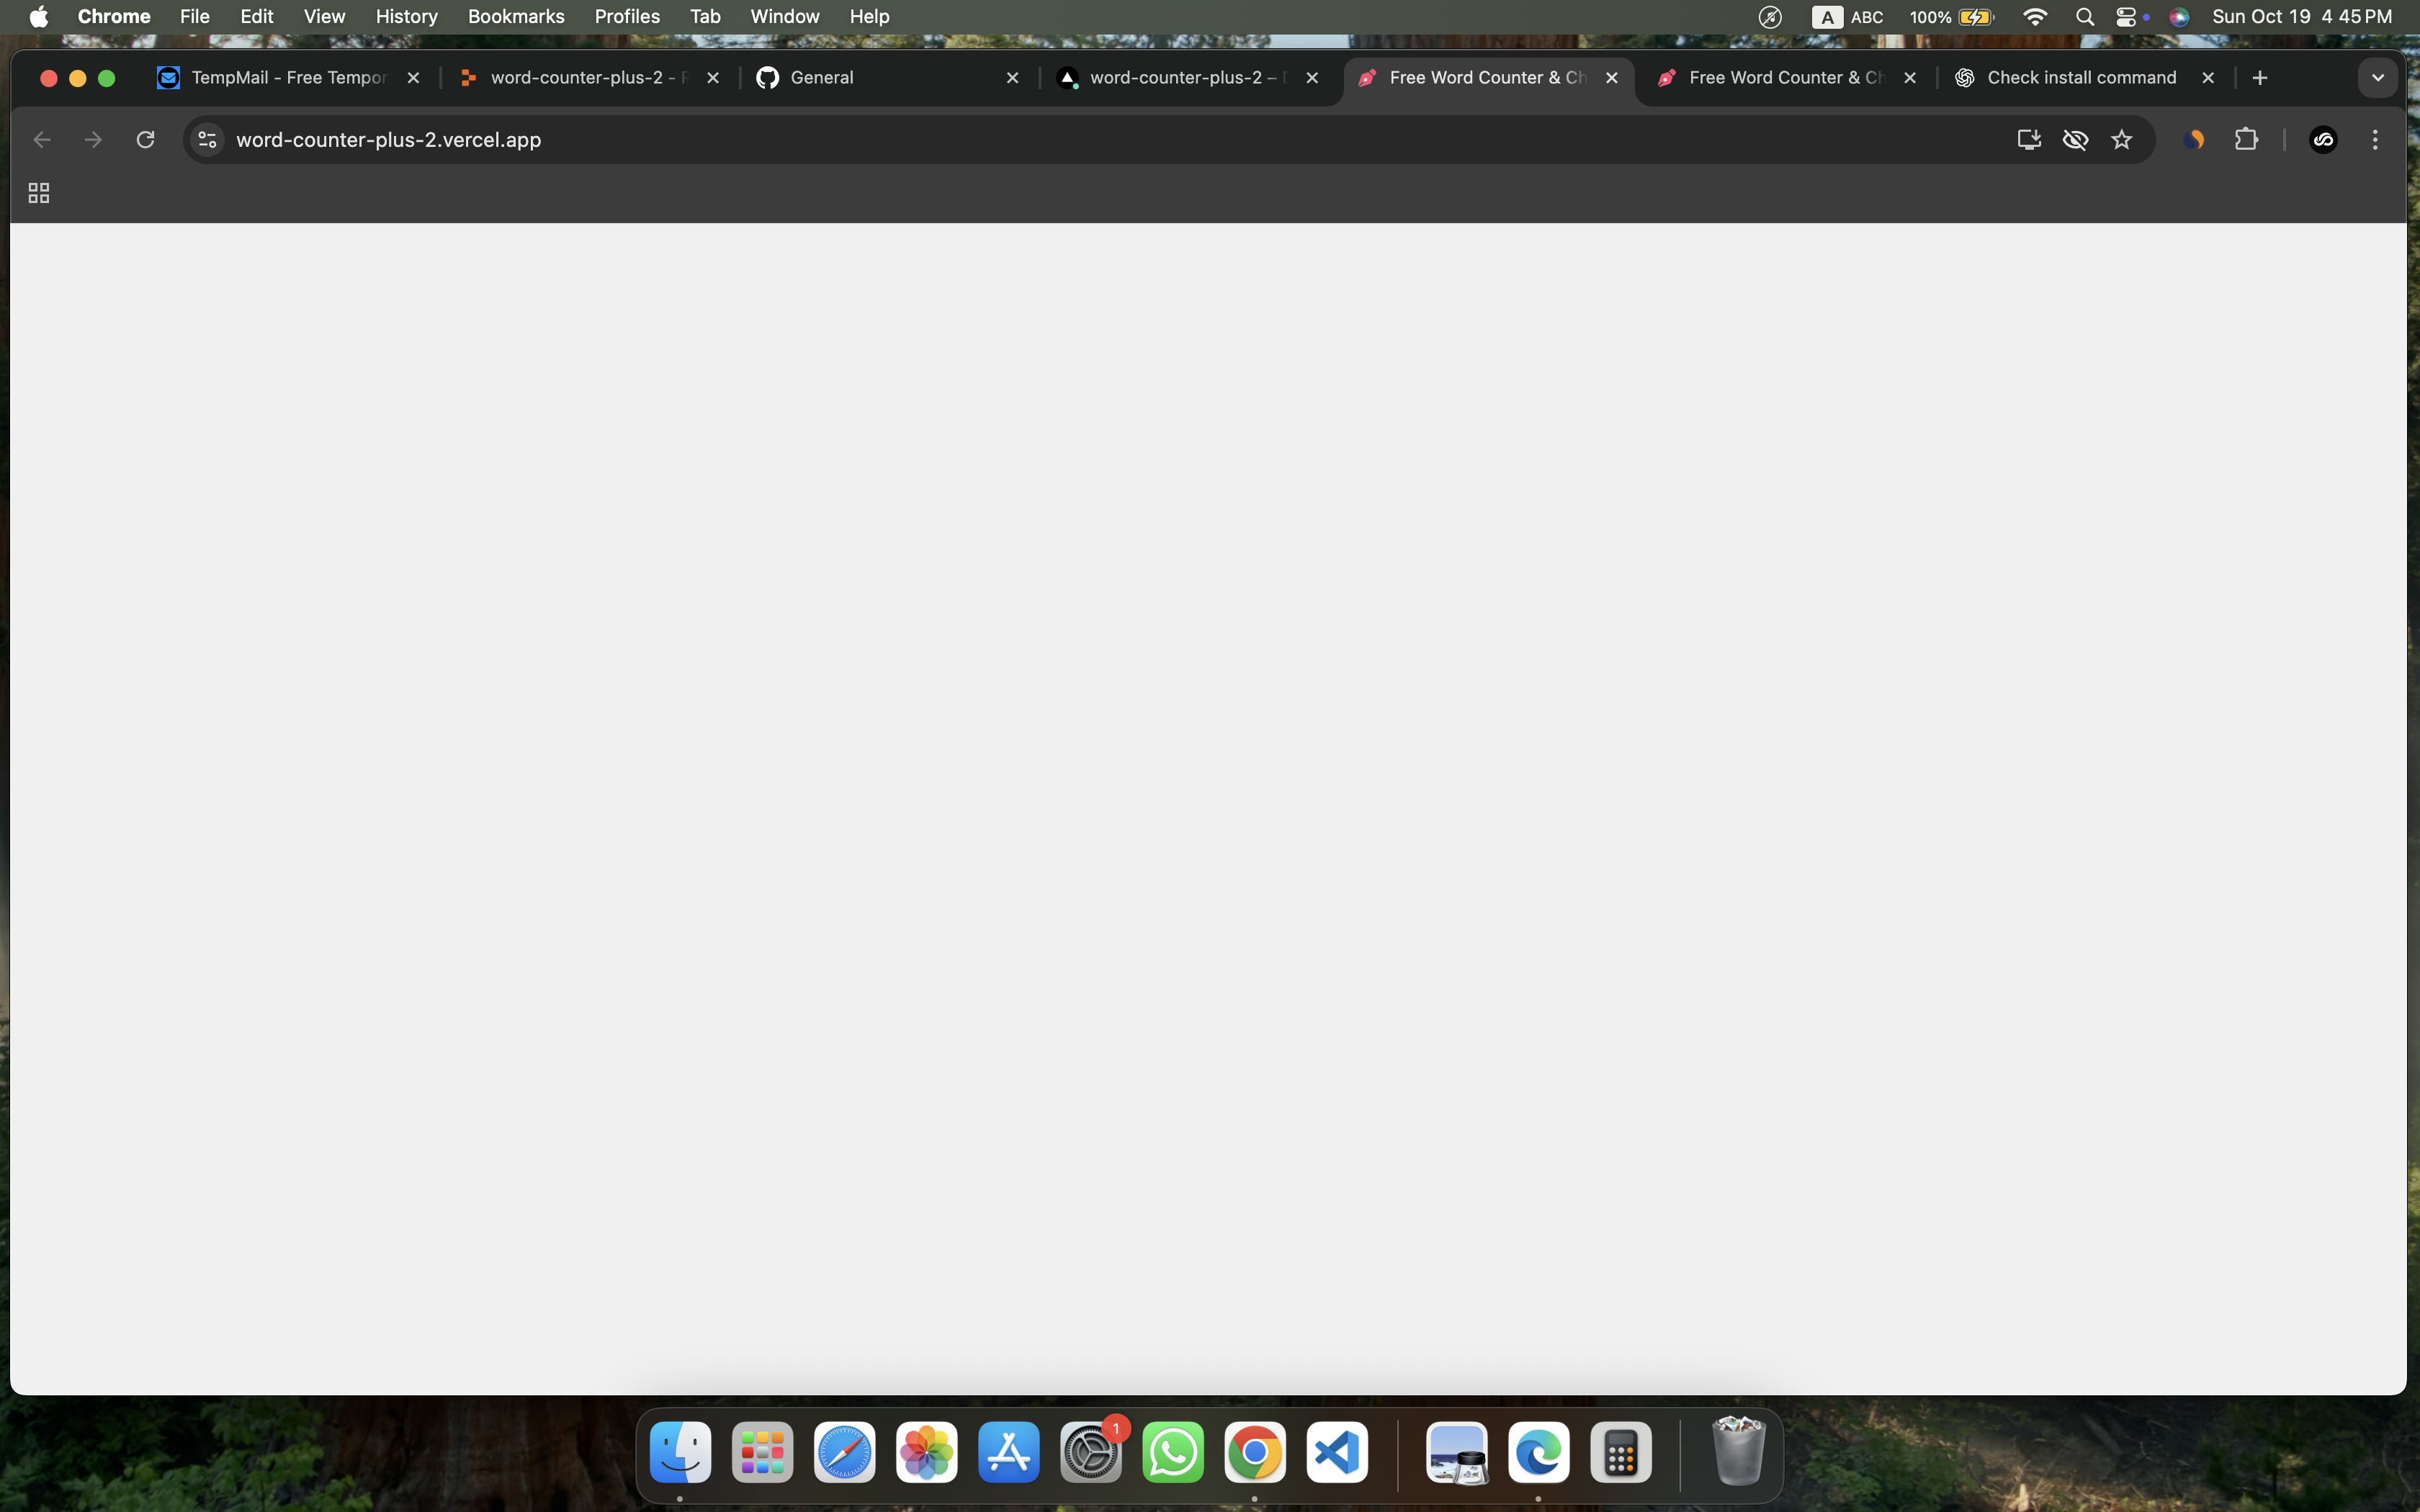 Chrome File Edit View History Bookmarks Profiles Tab Window Help A ABC 100% Sun Oct 19 4 45 PM
TempMail - Free Tempor word-counter-plus-2 - General word-counter-plus-2 – Free Word Counter & Ch Free Word Counter & Ch Check install command
word-counter-plus-2.vercel.app
1